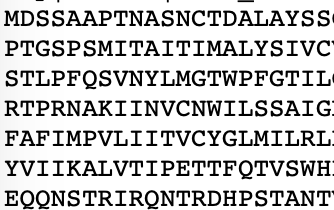 MDSSAAPTNASNCTDALAYSS
PTGSPSMITAITIMALYSIVC
STLPFQSVNYLMGTWPFGTIL
RTPRNAKIINVCNWILSSAIG
FAFIMPVLIITVCYGLMILRL
YVIIKALVTIPETTFQTVSWH
EQQNSTRIRQNTRDHPSTANT